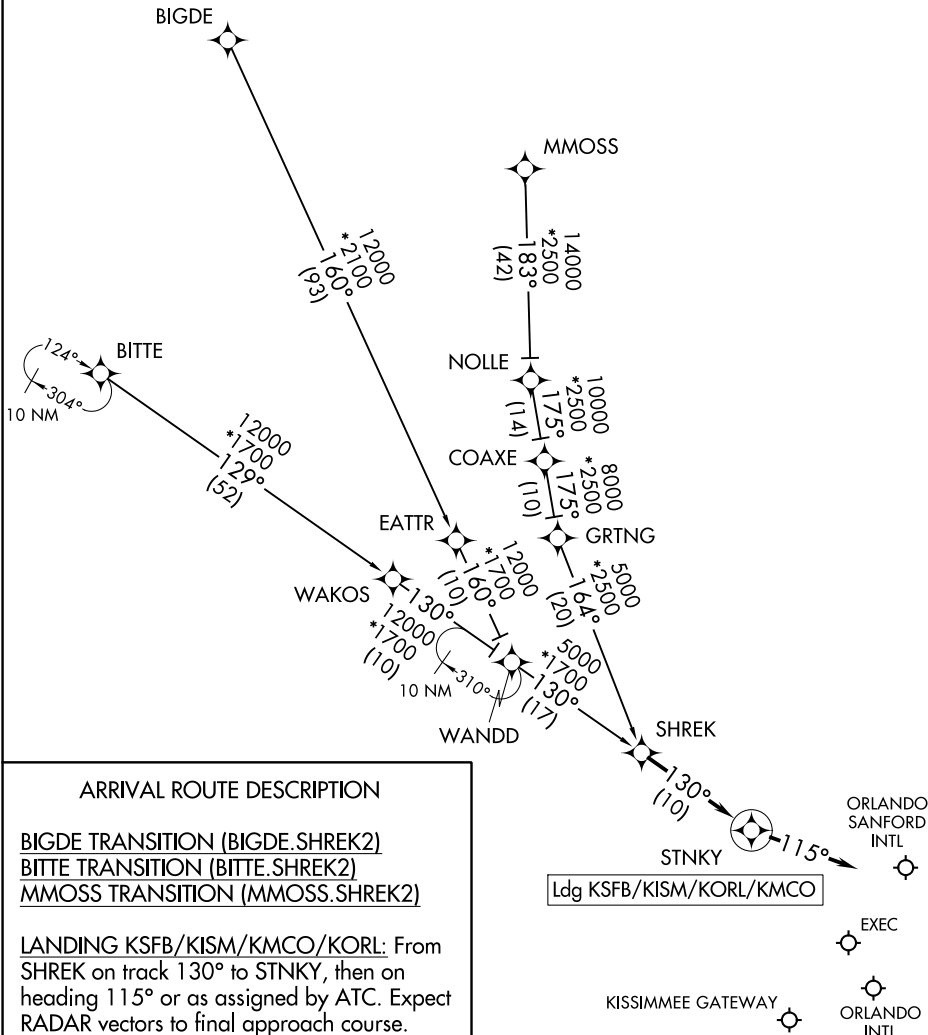 BIGDE
MMOSS
12000
*2100
160°
(93)
14000
*2500
183°
(42)
BITTE
124°
304°
10 NM
NOLLE
10000
*2500
175°
(14)
12000
*1700
129°
(52)
COAXE
8000
*2500
175°
(10)
EATTR
GRTNG
12000
*1700
160°
(10)
5000
*2500
164°
(20)
WAKOS
130°
12000
*1700
(10)
10 NM
310°
5000
*1700
130°
(17)
WANDD
SHREK
130°
(10)
STNKY
115°
Ldg KSFB/KISM/KORL/KMCO
ORLANDO
SANFORD
INTL
EXEC
KISSIMMEE GATEWAY
ORLANDO
INTL
ARRIVAL ROUTE DESCRIPTION
BIGDE TRANSITION (BIGDE.SHREK2)
BITTE TRANSITION (BITTE.SHREK2)
MMOSS TRANSITION (MMOSS.SHREK2)
LANDING KSFB/KISM/KMCO/KORL: From
SHREK on track 130° to STNKY, then on
heading 115° or as assigned by ATC. Expect
RADAR vectors to final approach course.